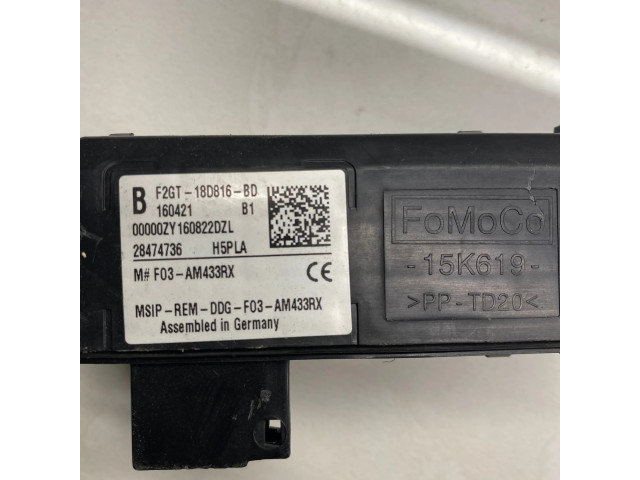 B F2GT-18D816-BD
160421 B1
00000ZY160822DZL
28474736 H5PLA
M# F03-AM433RX CE
MSIP-REM-DDG-F03-AM433RX
Assembled in Germany
FoMoCo
-15K619-
>PP-TD20<